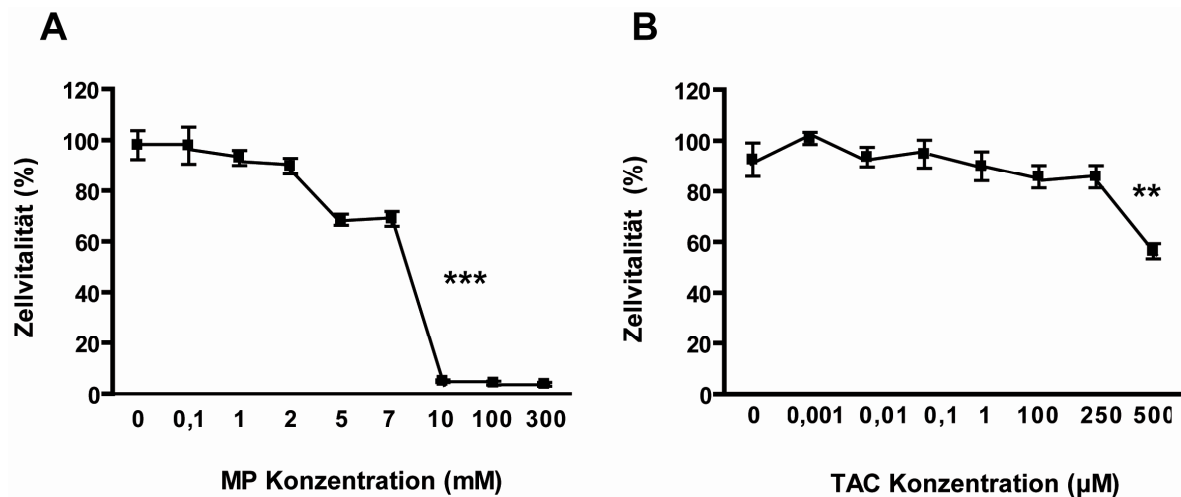 A
120
100
80
60
40
20
0
Zellvitalität (%)
***
0 0,1 1 2 5 7 10 100 300
MP Konzentration (mM)
B
120
100
80
60
40
20
0
Zellvitalität (%)
**
0 0,001 0,01 0,1 1 100 250 500
TAC Konzentration (µM)